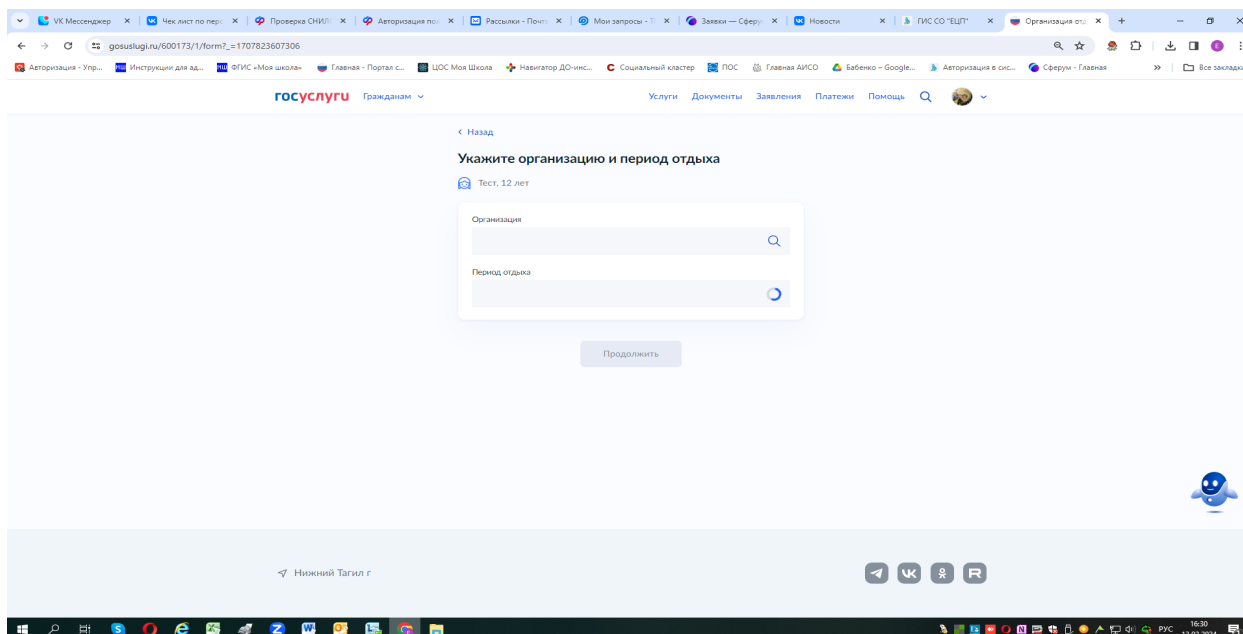 VK Мессенджер
Чек лист по перс
Проверка СНИЛ
Авторизация пол
Рассылки - Почт
Мои запросы - Т
Заявки — Сферу
Новости
ГИС СО "ЕЦП"
Организация отд
gosuslugi.ru/600173/1/form?_=1707823607306
Авторизация - Упр...
Инструкции для ад...
ФГИС «Моя школа»
Главная - Портал с...
ЦОС Моя Школа
Навигатор ДО-инс...
Социальный кластер
ПОС
Главная АИСО
Бабенко – Google...
Авторизация в сис...
Сферум - Главная
Все закладки
госуслуги
Гражданам
Услуги Документы Заявления Платежи Помощь
Назад
Укажите организацию и период отдыха
Тест, 12 лет
Организация
Период отдыха
Продолжить
Нижний Тагил г
РУС
16:30
13.02.2024